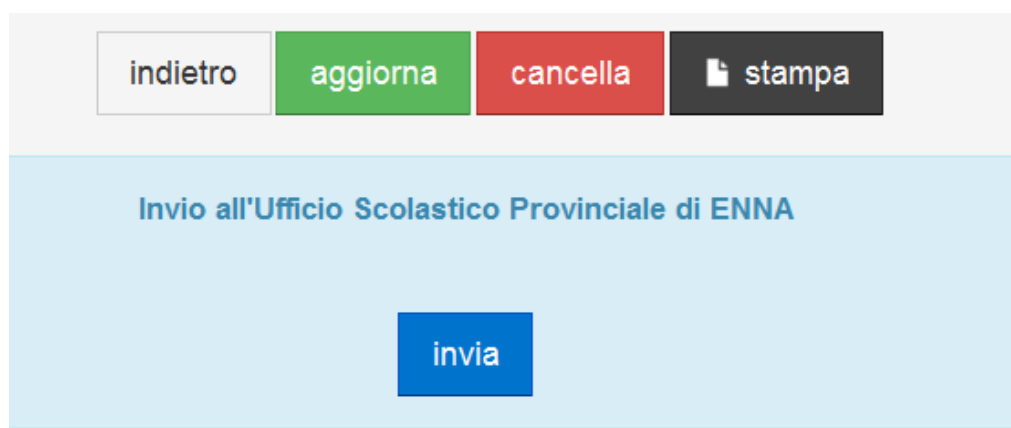 indietro aggiorna cancella stampa
Invio all'Ufficio Scolastico Provinciale di ENNA
invia